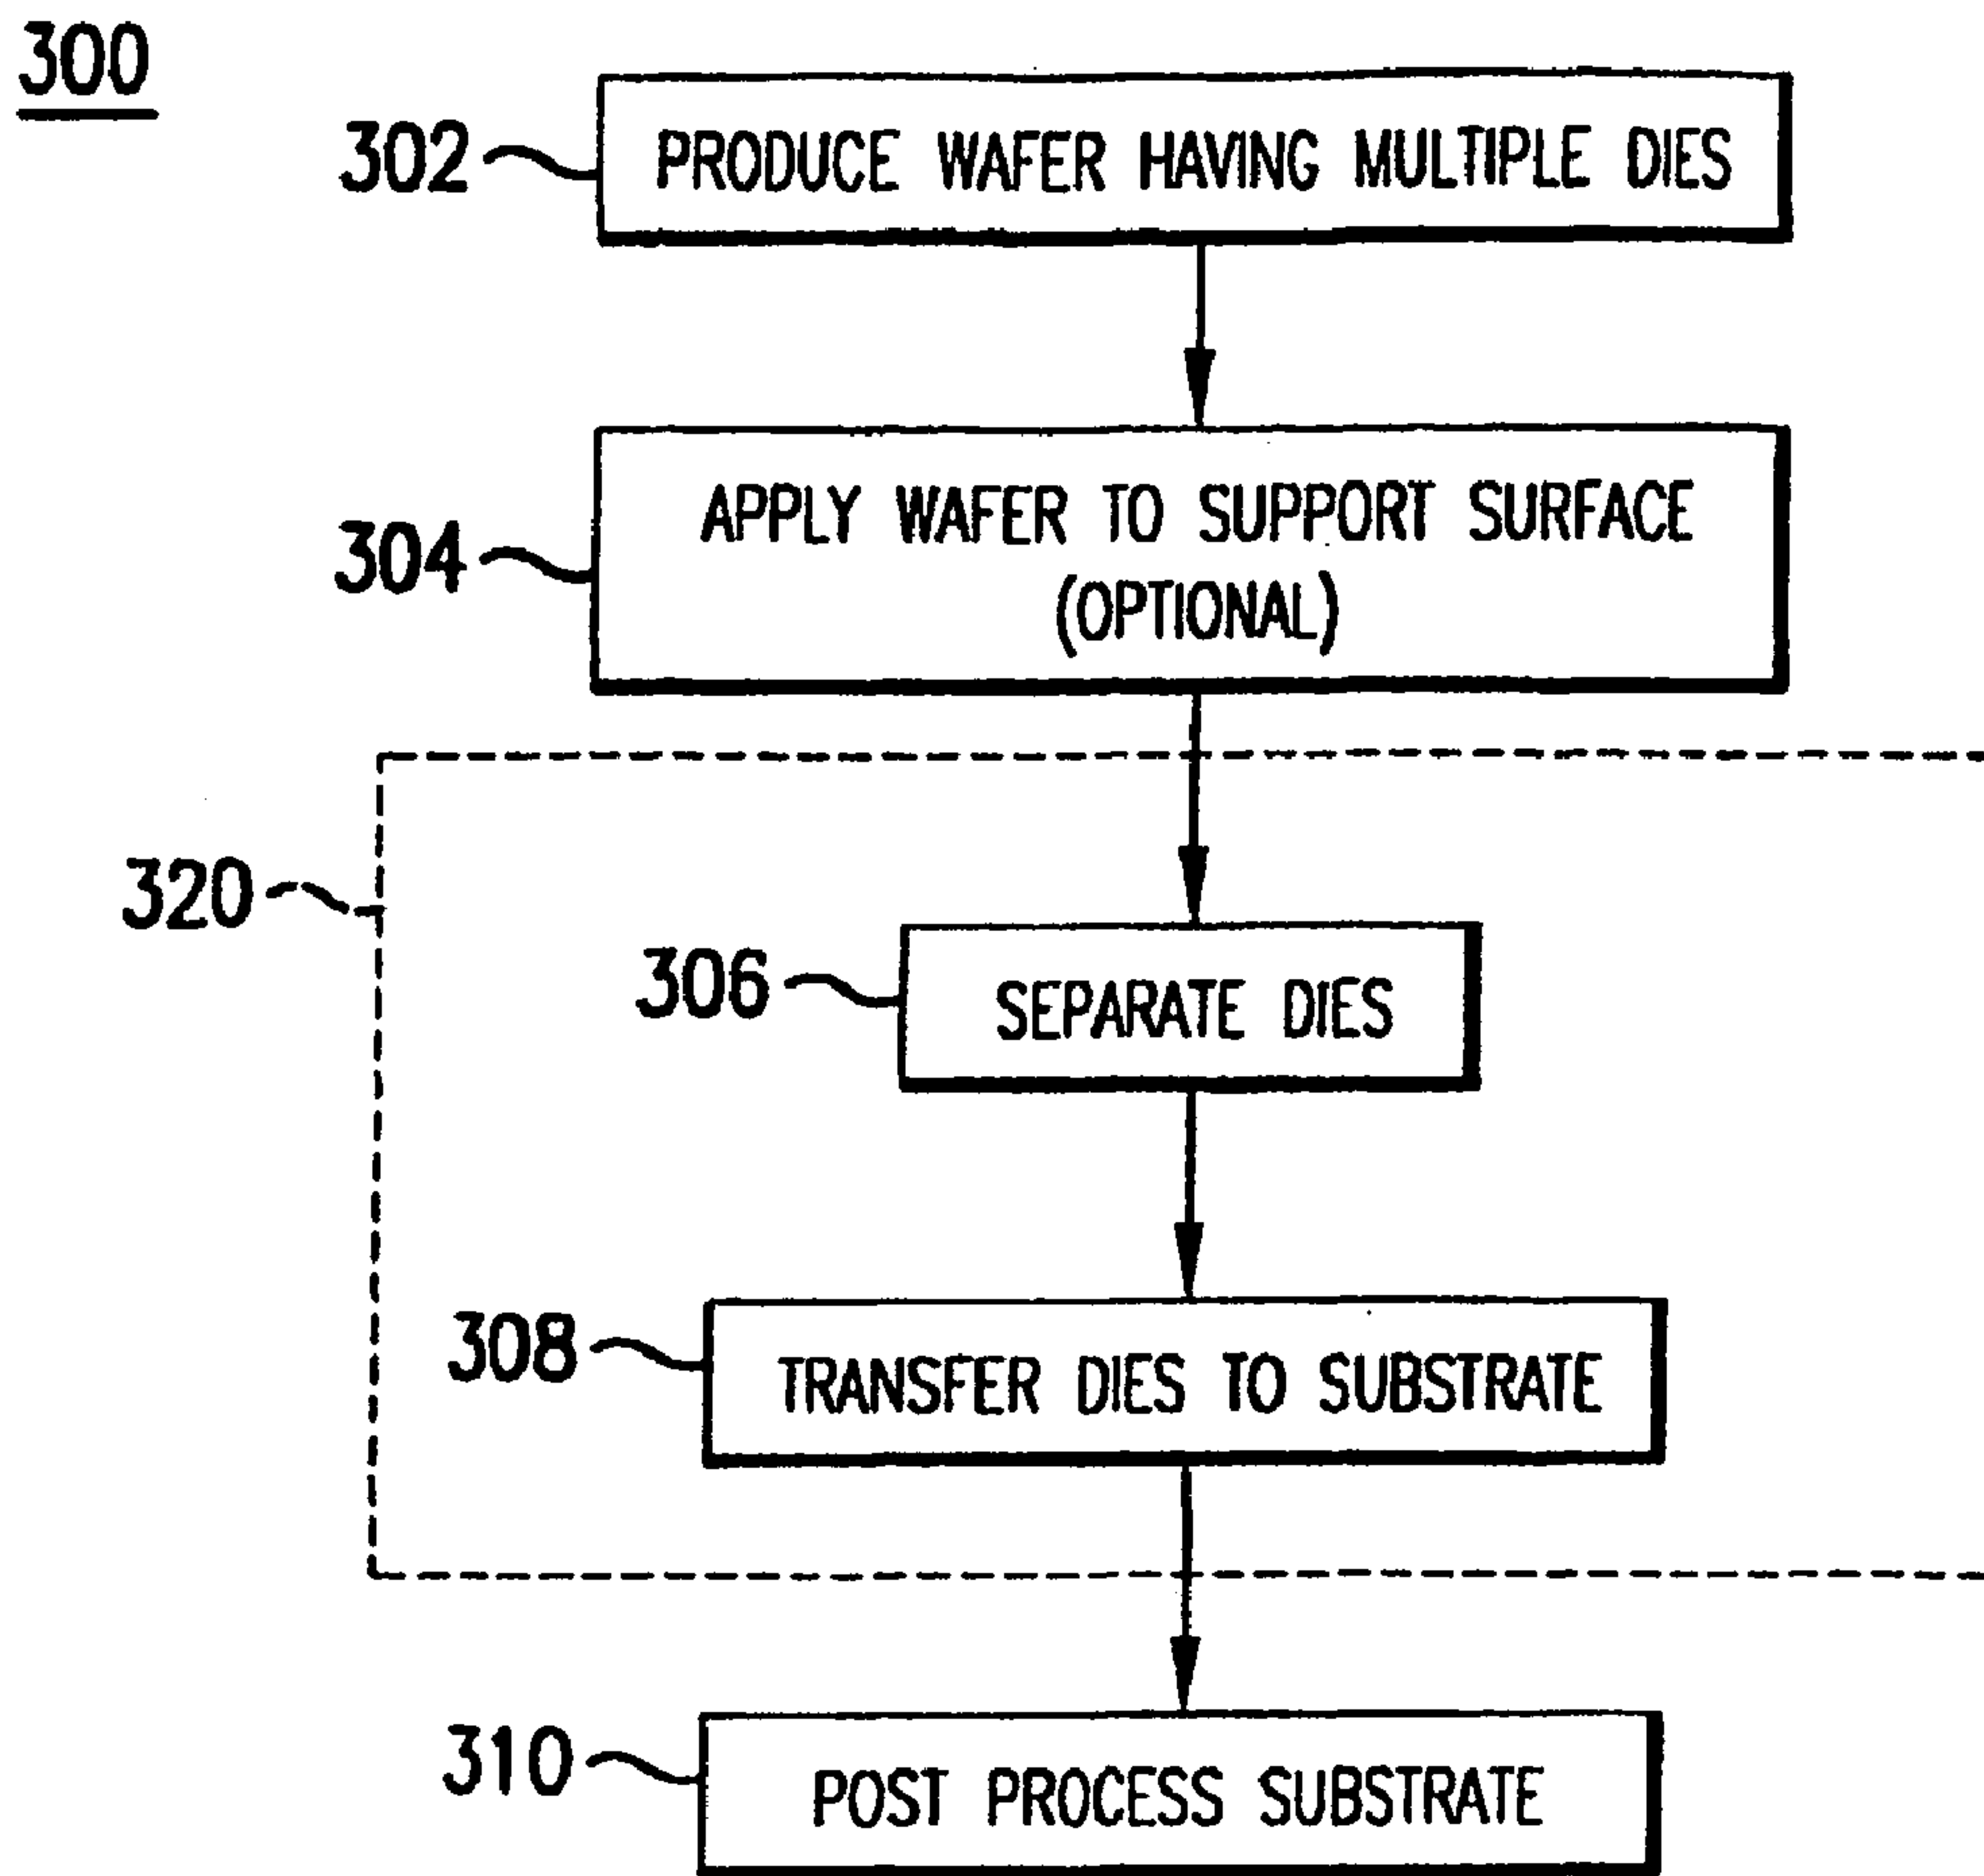 300
302 PRODUCE WAFER HAVING MULTIPLE DIES
304 APPLY WAFER TO SUPPORT SURFACE
(OPTIONAL)
320
306 SEPARATE DIES
308 TRANSFER DIES TO SUBSTRATE
310 POST PROCESS SUBSTRATE